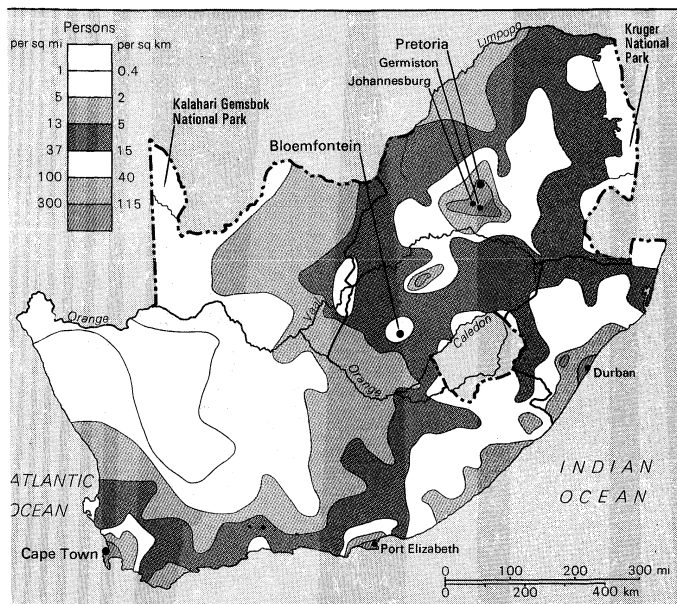 Persons
per sq mi
per sq km
1
0.4
5
2
13
5
37
15
100
40
300
115
Kalahari Gemsbok
National Park
Limpopo
Pretoria
Germiston
Johannesburg
Kruger
National
Park
Bloemfontein
Orange
Vaal
Orange
Caledon
Durban
ATLANTIC
OCEAN
INDIAN
OCEAN
Cape Town
Port Elizabeth
0 100 200 300 mi
0 200 400 km